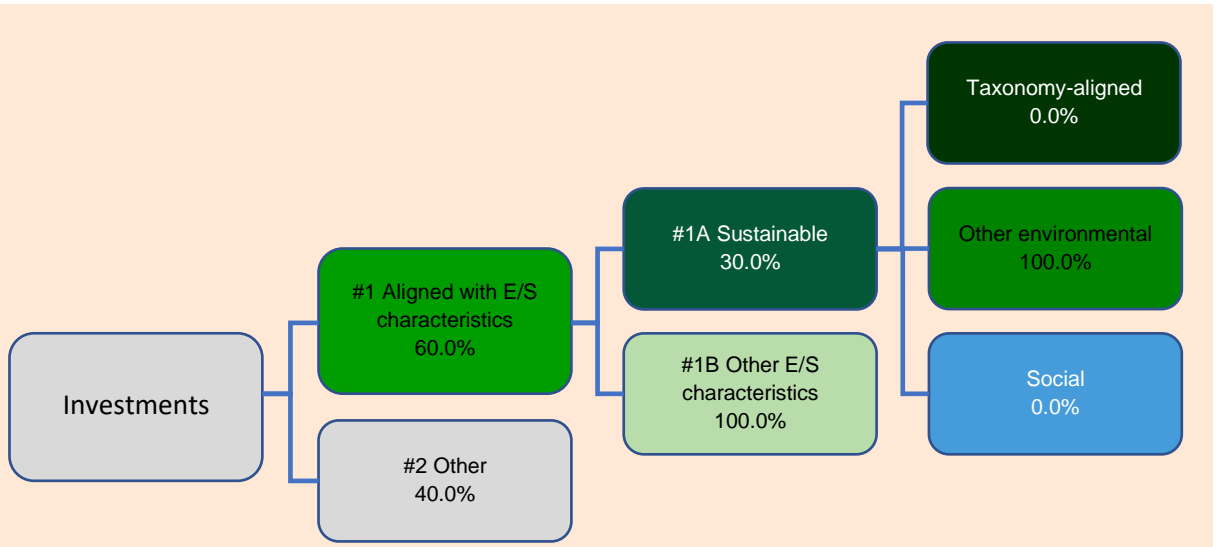 Investments
#1 Aligned with E/S
characteristics
60.0%
#2 Other
40.0%
#1A Sustainable
30.0%
#1B Other E/S
characteristics
100.0%
Taxonomy-aligned
0.0%
Other environmental
100.0%
Social
0.0%